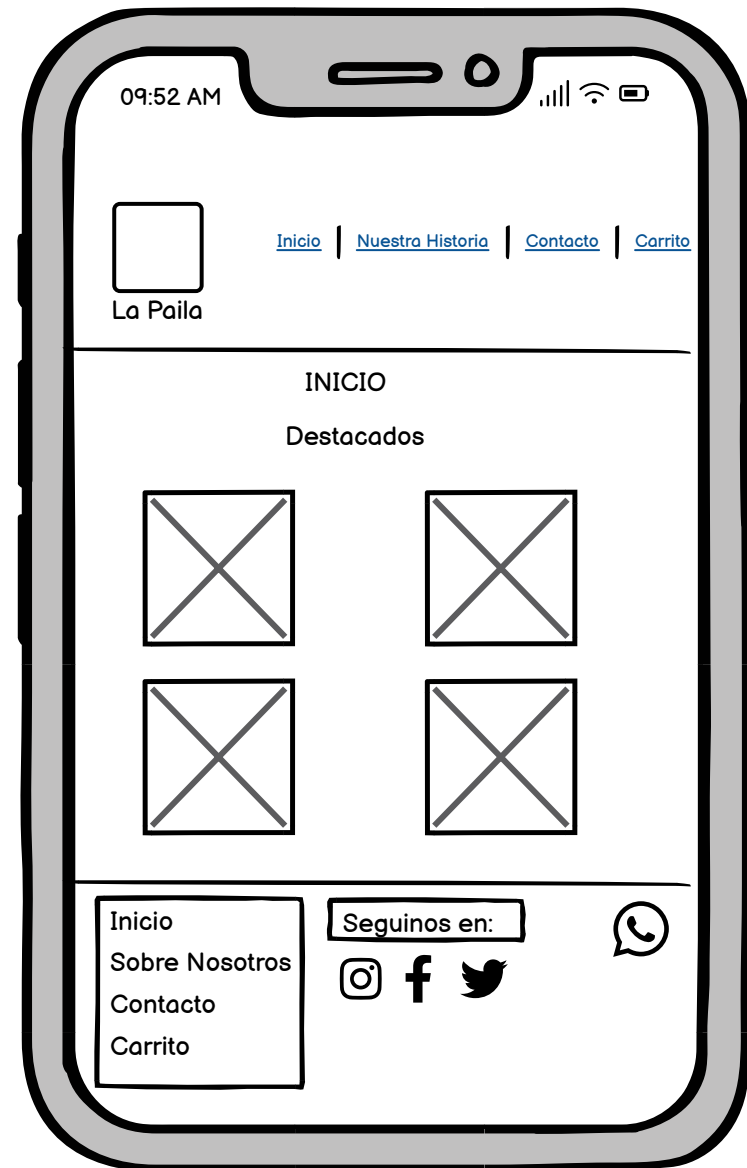 09:52 AM
Inicio | Nuestra Historia | Contacto | Carrito
La Paila
INICIO
Destacados
Inicio
Sobre Nosotros
Contacto
Carrito
Seguinos en: